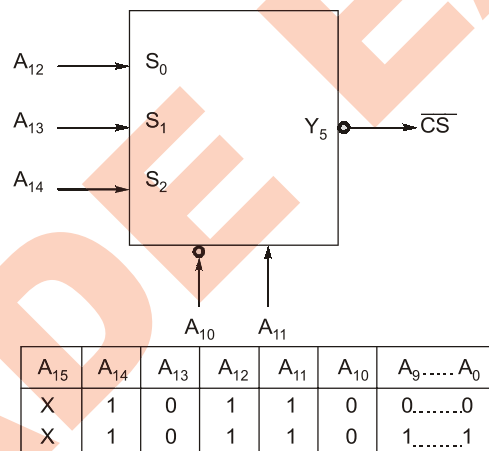 A12 S0
A13 S1
Y5 CS
A14 S2
A10 A11
A15 A14 A13 A12 A11 A10 A9..... A0
X 1 0 1 1 0 0.......0
X 1 0 1 1 0 1.......1